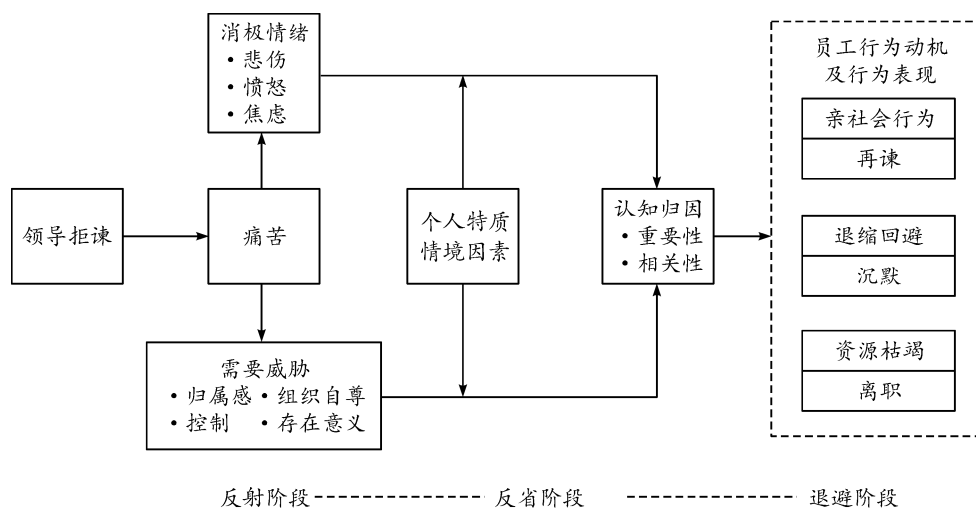 消极情绪
• 悲伤
• 愤怒
• 焦虑
领导拒谏
痛苦
需要威胁
• 归属感 • 组织自尊
• 控制 • 存在意义
个人特质
情境因素
认知归因
• 重要性
• 相关性
员工行为动机
及行为表现
亲社会行为
再谏
退缩回避
沉默
资源枯竭
离职
反射阶段 反省阶段 退避阶段